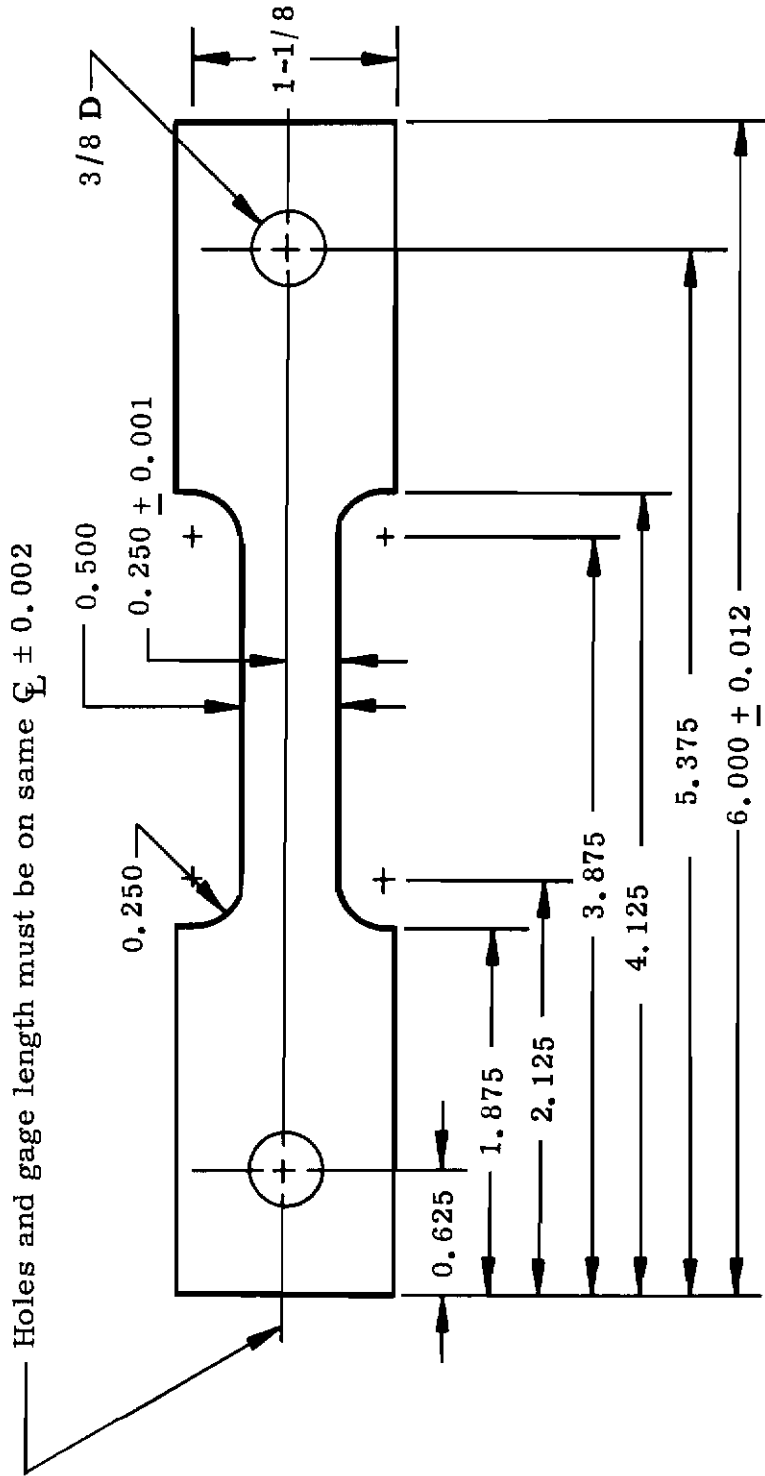 Holes and gage length must be on same ℄ ± 0.002
0.500
3/8 D
0.250 ± 0.001
0.250
1-1/8
0.625
1.875
2.125
3.875
4.125
5.375
6.000 ± 0.012